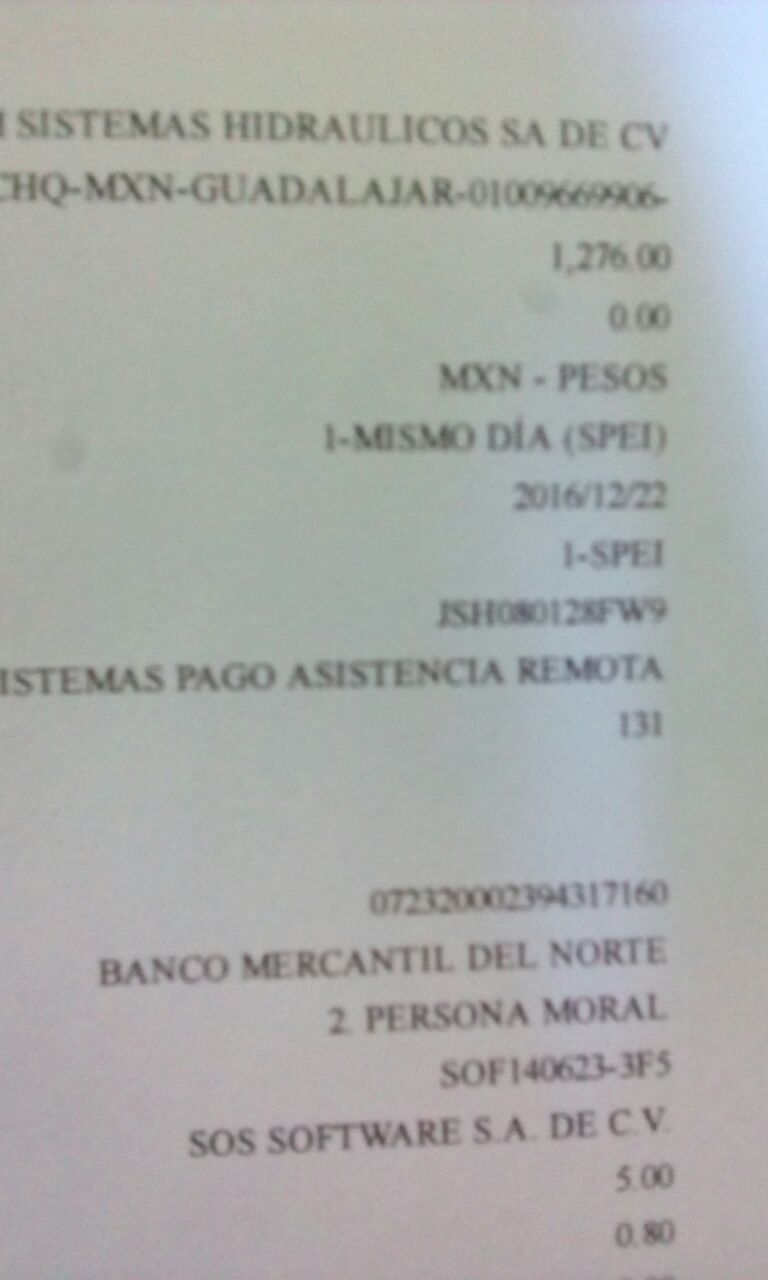 SISTEMAS HIDRAULICOS SA DE CV
CHQ-MXN-GUADALAJAR-01009669906-
1,276.00
0.00
MXN - PESOS
1-MISMO DÍA (SPEI)
2016/12/22
1-SPEI
JSH080128FW9
ISTEMAS PAGO ASISTENCIA REMOTA
131
072320002394317160
BANCO MERCANTIL DEL NORTE
2. PERSONA MORAL
SOF140623-3F5
SOS SOFTWARE S.A. DE C.V.
5.00
0.80